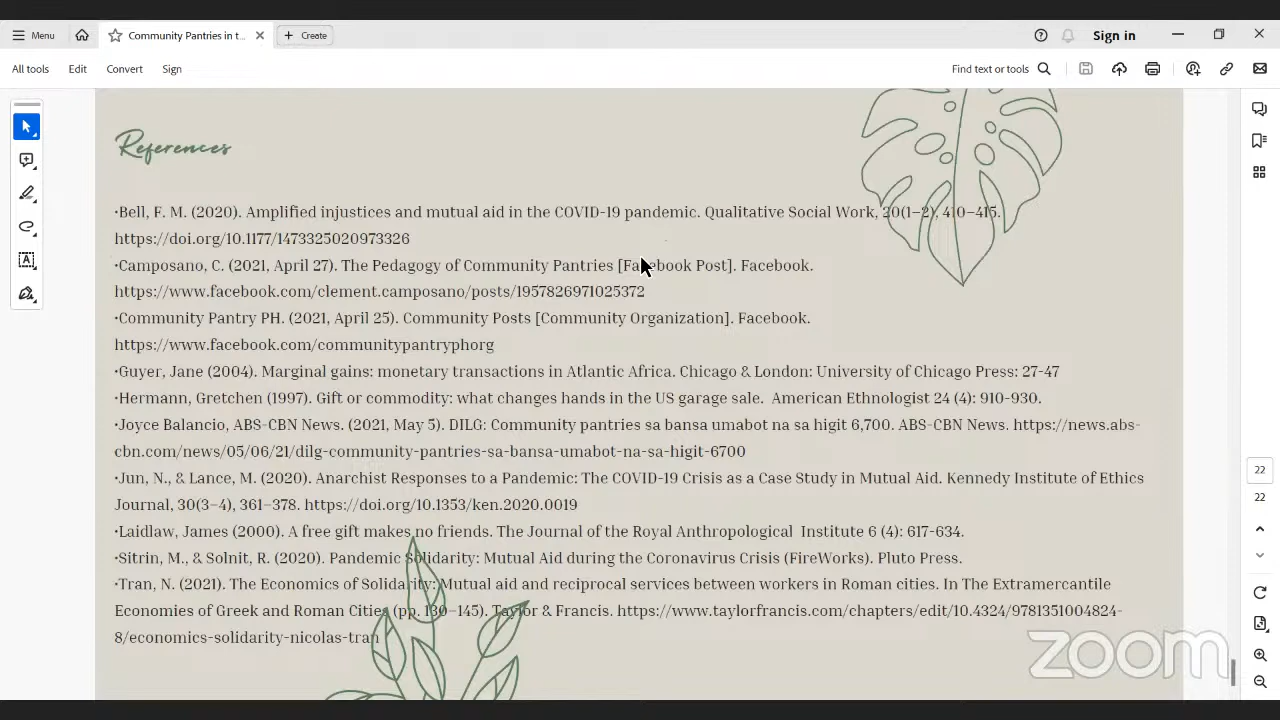 Menu
Community Pantries in t...
Create
Sign in
All tools
Edit
Convert
Sign
Find text or tools
References
·Bell, F. M. (2020). Amplified injustices and mutual aid in the COVID-19 pandemic. Qualitative Social Work, 20(1–2), 410–415.
https://doi.org/10.1177/1473325020973326
·Camposano, C. (2021, April 27). The Pedagogy of Community Pantries [Facebook Post]. Facebook.
https://www.facebook.com/clement.camposano/posts/1957826971025372
·Community Pantry PH. (2021, April 25). Community Posts [Community Organization]. Facebook.
https://www.facebook.com/communitypantryphorg
·Guyer, Jane (2004). Marginal gains: monetary transactions in Atlantic Africa. Chicago & London: University of Chicago Press: 27-47
·Hermann, Gretchen (1997). Gift or commodity: what changes hands in the US garage sale. American Ethnologist 24 (4): 910-930.
·Joyce Balancio, ABS-CBN News. (2021, May 5). DILG: Community pantries sa bansa umabot na sa higit 6,700. ABS-CBN News. https://news.abs-
cbn.com/news/05/06/21/dilg-community-pantries-sa-bansa-umabot-na-sa-higit-6700
·Jun, N., & Lance, M. (2020). Anarchist Responses to a Pandemic: The COVID-19 Crisis as a Case Study in Mutual Aid. Kennedy Institute of Ethics
Journal, 30(3–4), 361–378. https://doi.org/10.1353/ken.2020.0019
·Laidlaw, James (2000). A free gift makes no friends. The Journal of the Royal Anthropological Institute 6 (4): 617-634.
·Sitrin, M., & Solnit, R. (2020). Pandemic Solidarity: Mutual Aid during the Coronavirus Crisis (FireWorks). Pluto Press.
·Tran, N. (2021). The Economics of Solidarity: Mutual aid and reciprocal services between workers in Roman cities. In The Extramercantile
Economies of Greek and Roman Cities (pp. 130–145). Taylor & Francis. https://www.taylorfrancis.com/chapters/edit/10.4324/9781351004824-
8/economics-solidarity-nicolas-tran
22
22
zoom